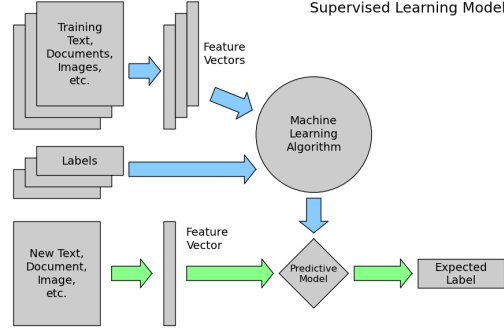 Supervised Learning Model
Training
Text,
Documents,
Images,
etc.
Feature
Vectors
Machine
Learning
Algorithm
Labels
New Text,
Document,
Image,
etc.
Feature
Vector
Predictive
Model
Expected
Label